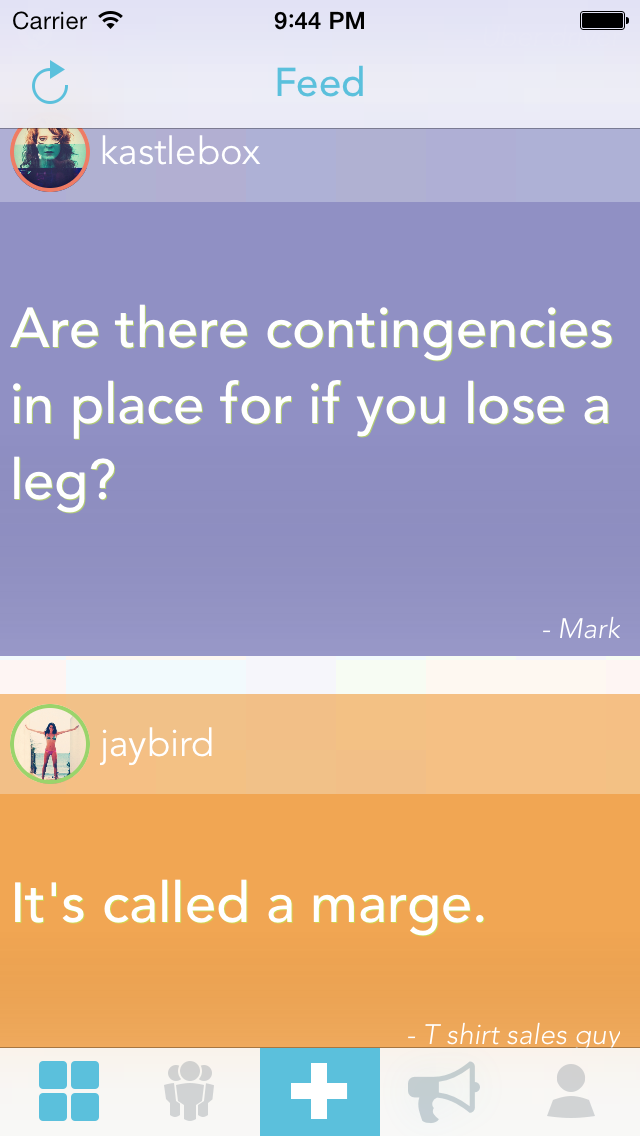 Carrier 9:44 PM
Feed
kastlebox
Are there contingencies
in place for if you lose a
leg?
- Mark
jaybird
It's called a marge.
- T shirt sales guy